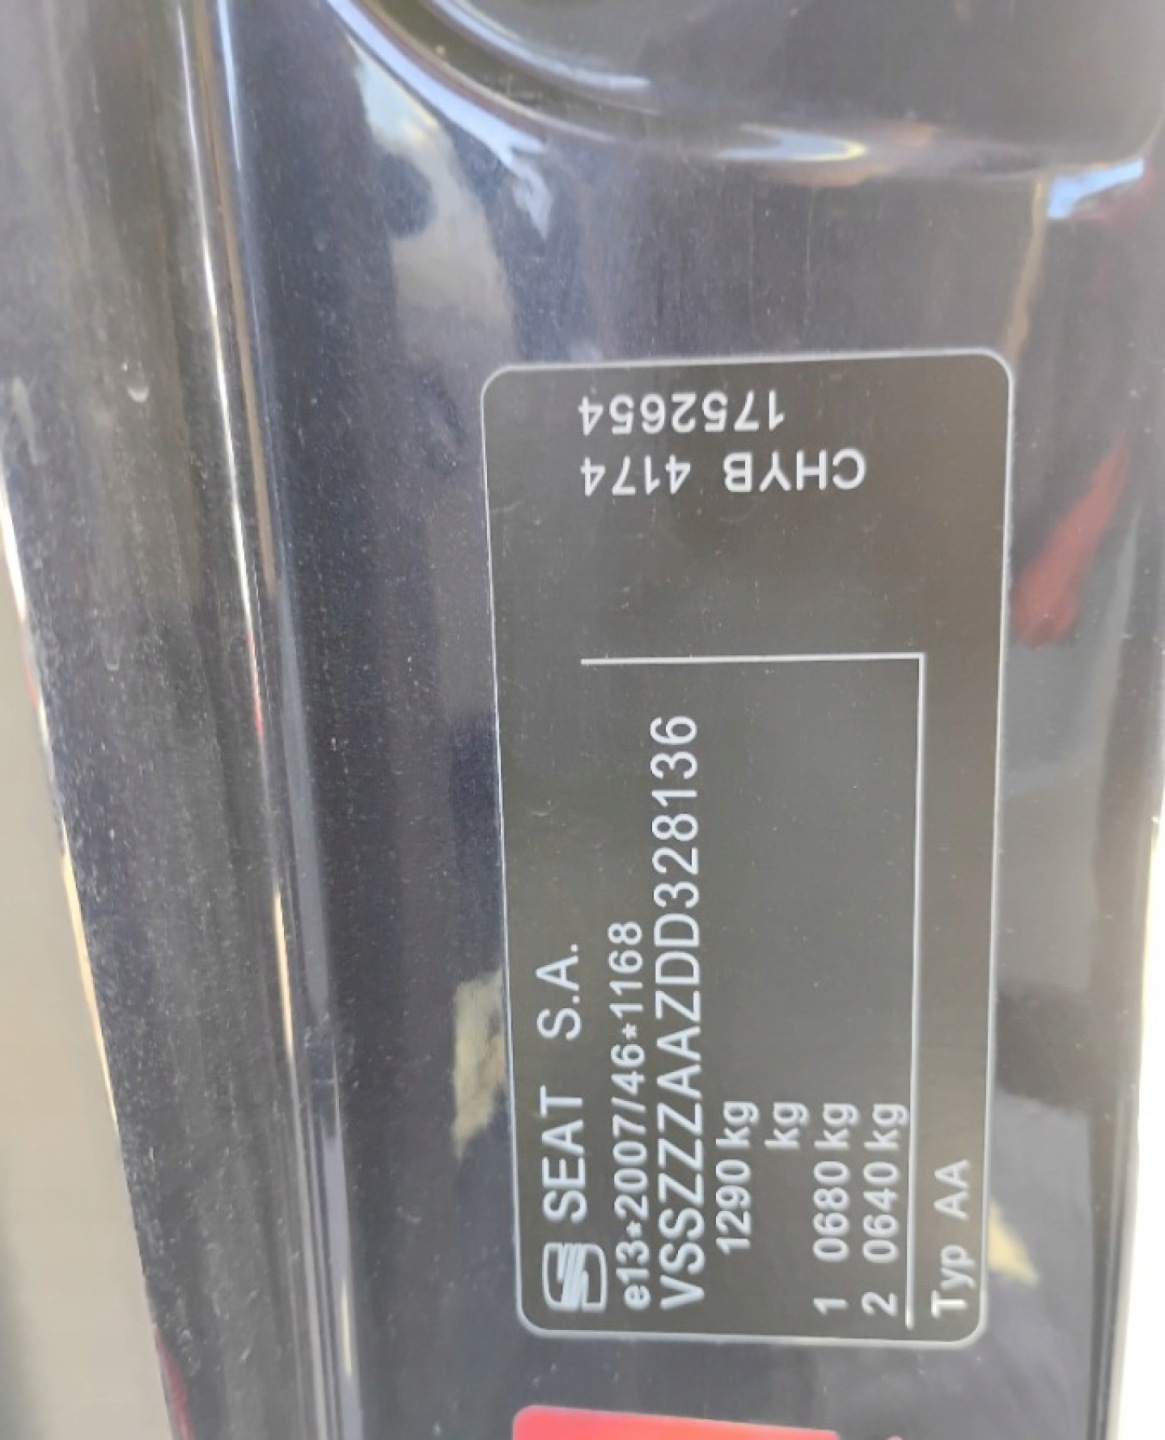 SEAT S.A.
e13*2007/46*1168
VSSZZZAAZDD328136
1290 kg
kg
1 0680 kg
2 0640 kg
Typ AA
CHYB 4174
1752654